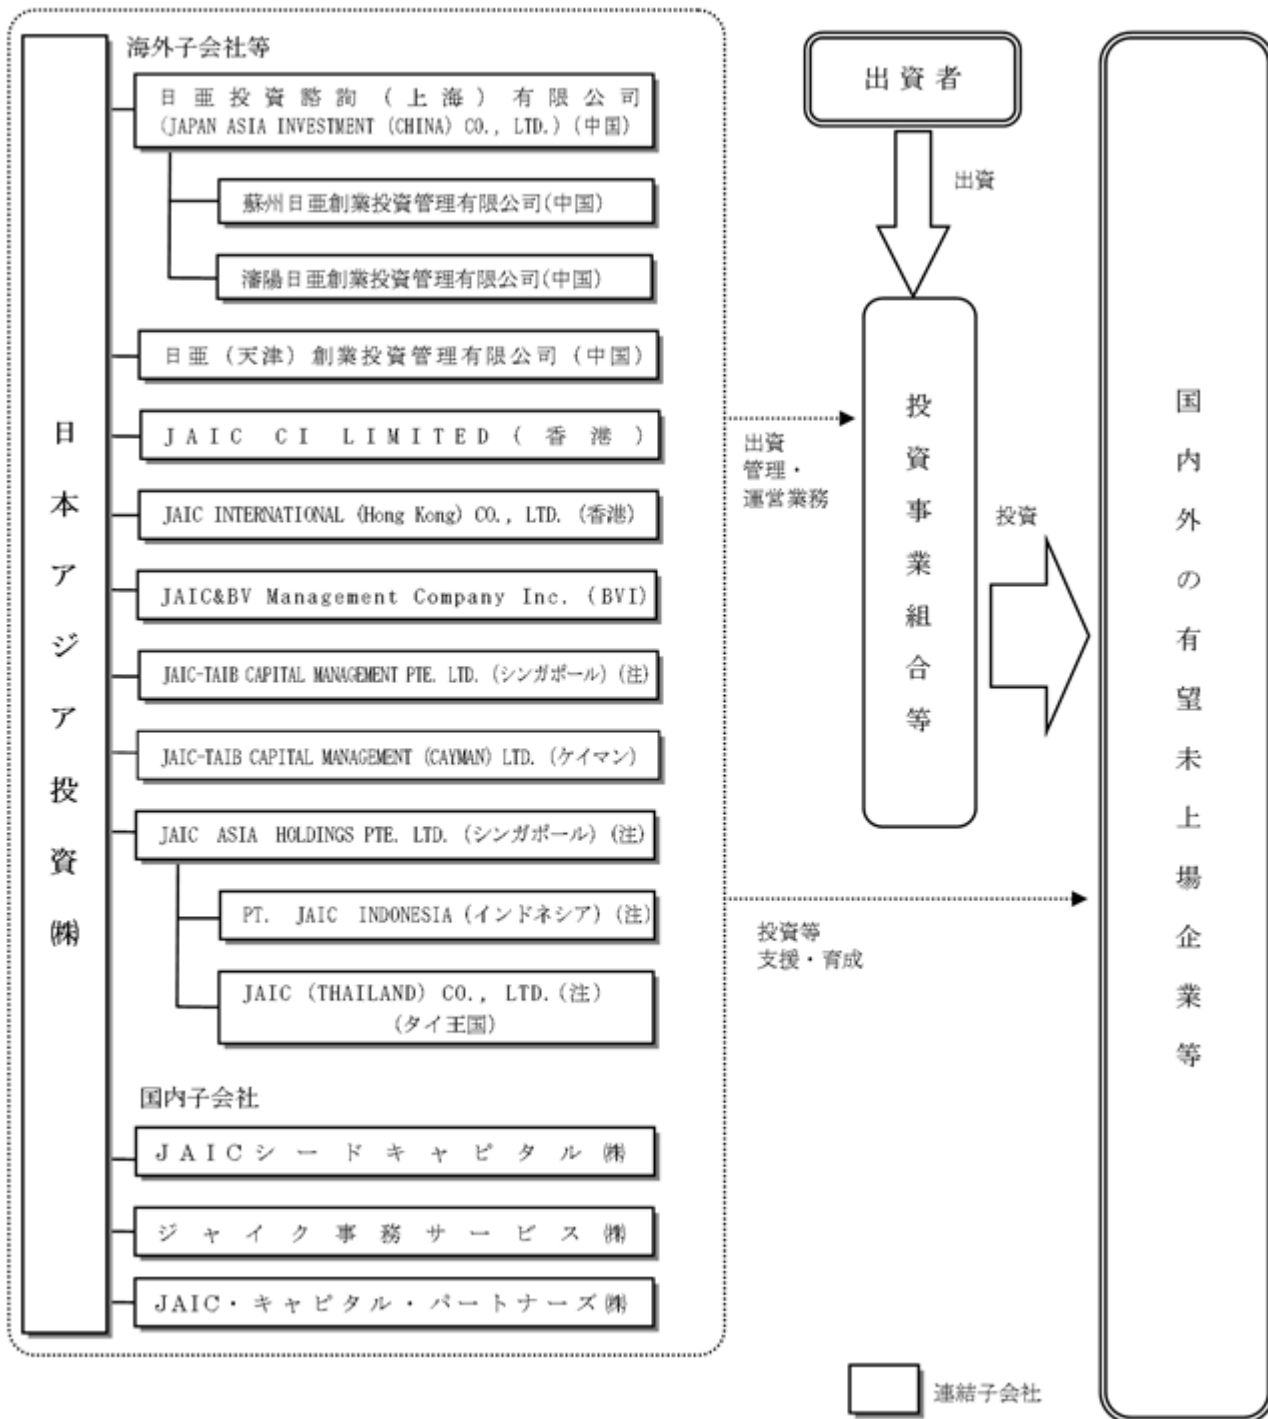 海外子会社等
日亜投資諮詢(上海)有限公司
(JAPAN ASIA INVESTMENT (CHINA) CO., LTD.) (中国)
蘇州日亜創業投資管理有限公司(中国)
瀋陽日亜創業投資管理有限公司(中国)
日亜(天津)創業投資管理有限公司(中国)
JAIC CI LIMITED(香港)
JAIC INTERNATIONAL (Hong Kong) CO., LTD. (香港)
JAIC&BV Management Company Inc. (BVI)
JAIC-TAIB CAPITAL MANAGEMENT PTE. LTD. (シンガポール) (注)
JAIC-TAIB CAPITAL MANAGEMENT (CAYMAN) LTD. (ケイマン)
JAIC ASIA HOLDINGS PTE. LTD. (シンガポール) (注)
PT. JAIC INDONESIA (インドネシア) (注)
JAIC (THAILAND) CO., LTD. (注)
(タイ王国)
国内子会社
JAICシードキャピタル㈱
ジャイク事務サービス㈱
JAIC・キャピタル・パートナーズ㈱
日本アジア投資㈱
出資者
出資
出資
管理・
運営業務
投資事業組合等
投資
投資等
支援・育成
国内外の有望未上場企業等
連結子会社